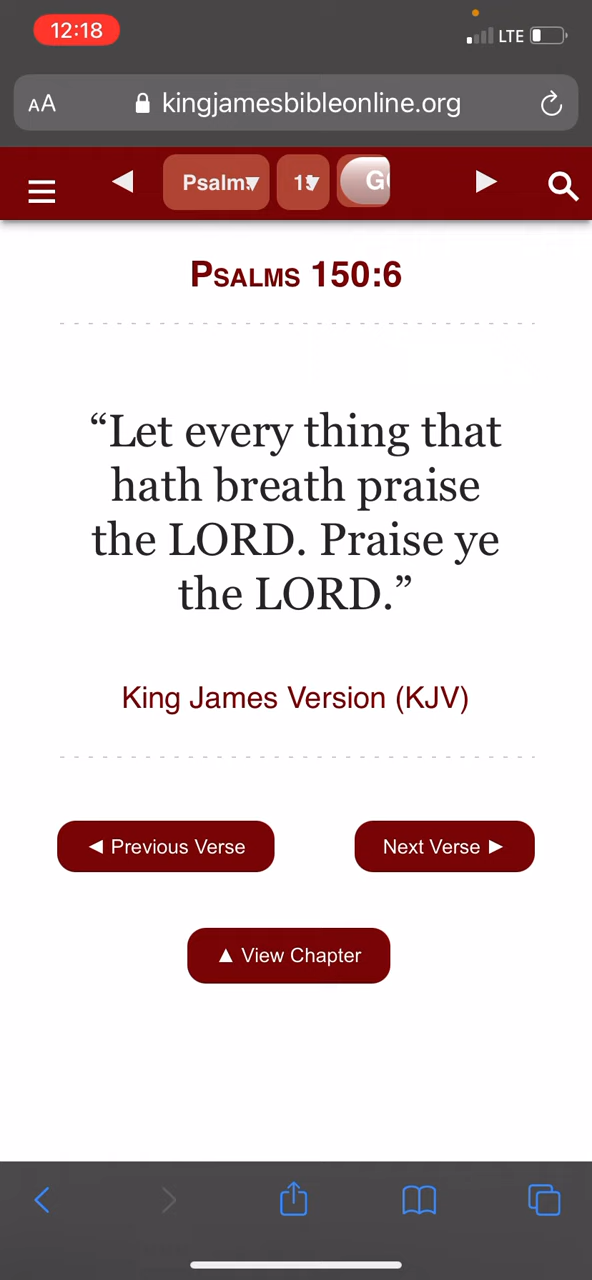 12:18
LTE
AA kingjamesbibleonline.org
Psalm
PSALMS 150:6
“Let every thing that
hath breath praise
the LORD. Praise ye
the LORD.”
King James Version (KJV)
◄ Previous Verse
Next Verse ►
▲ View Chapter